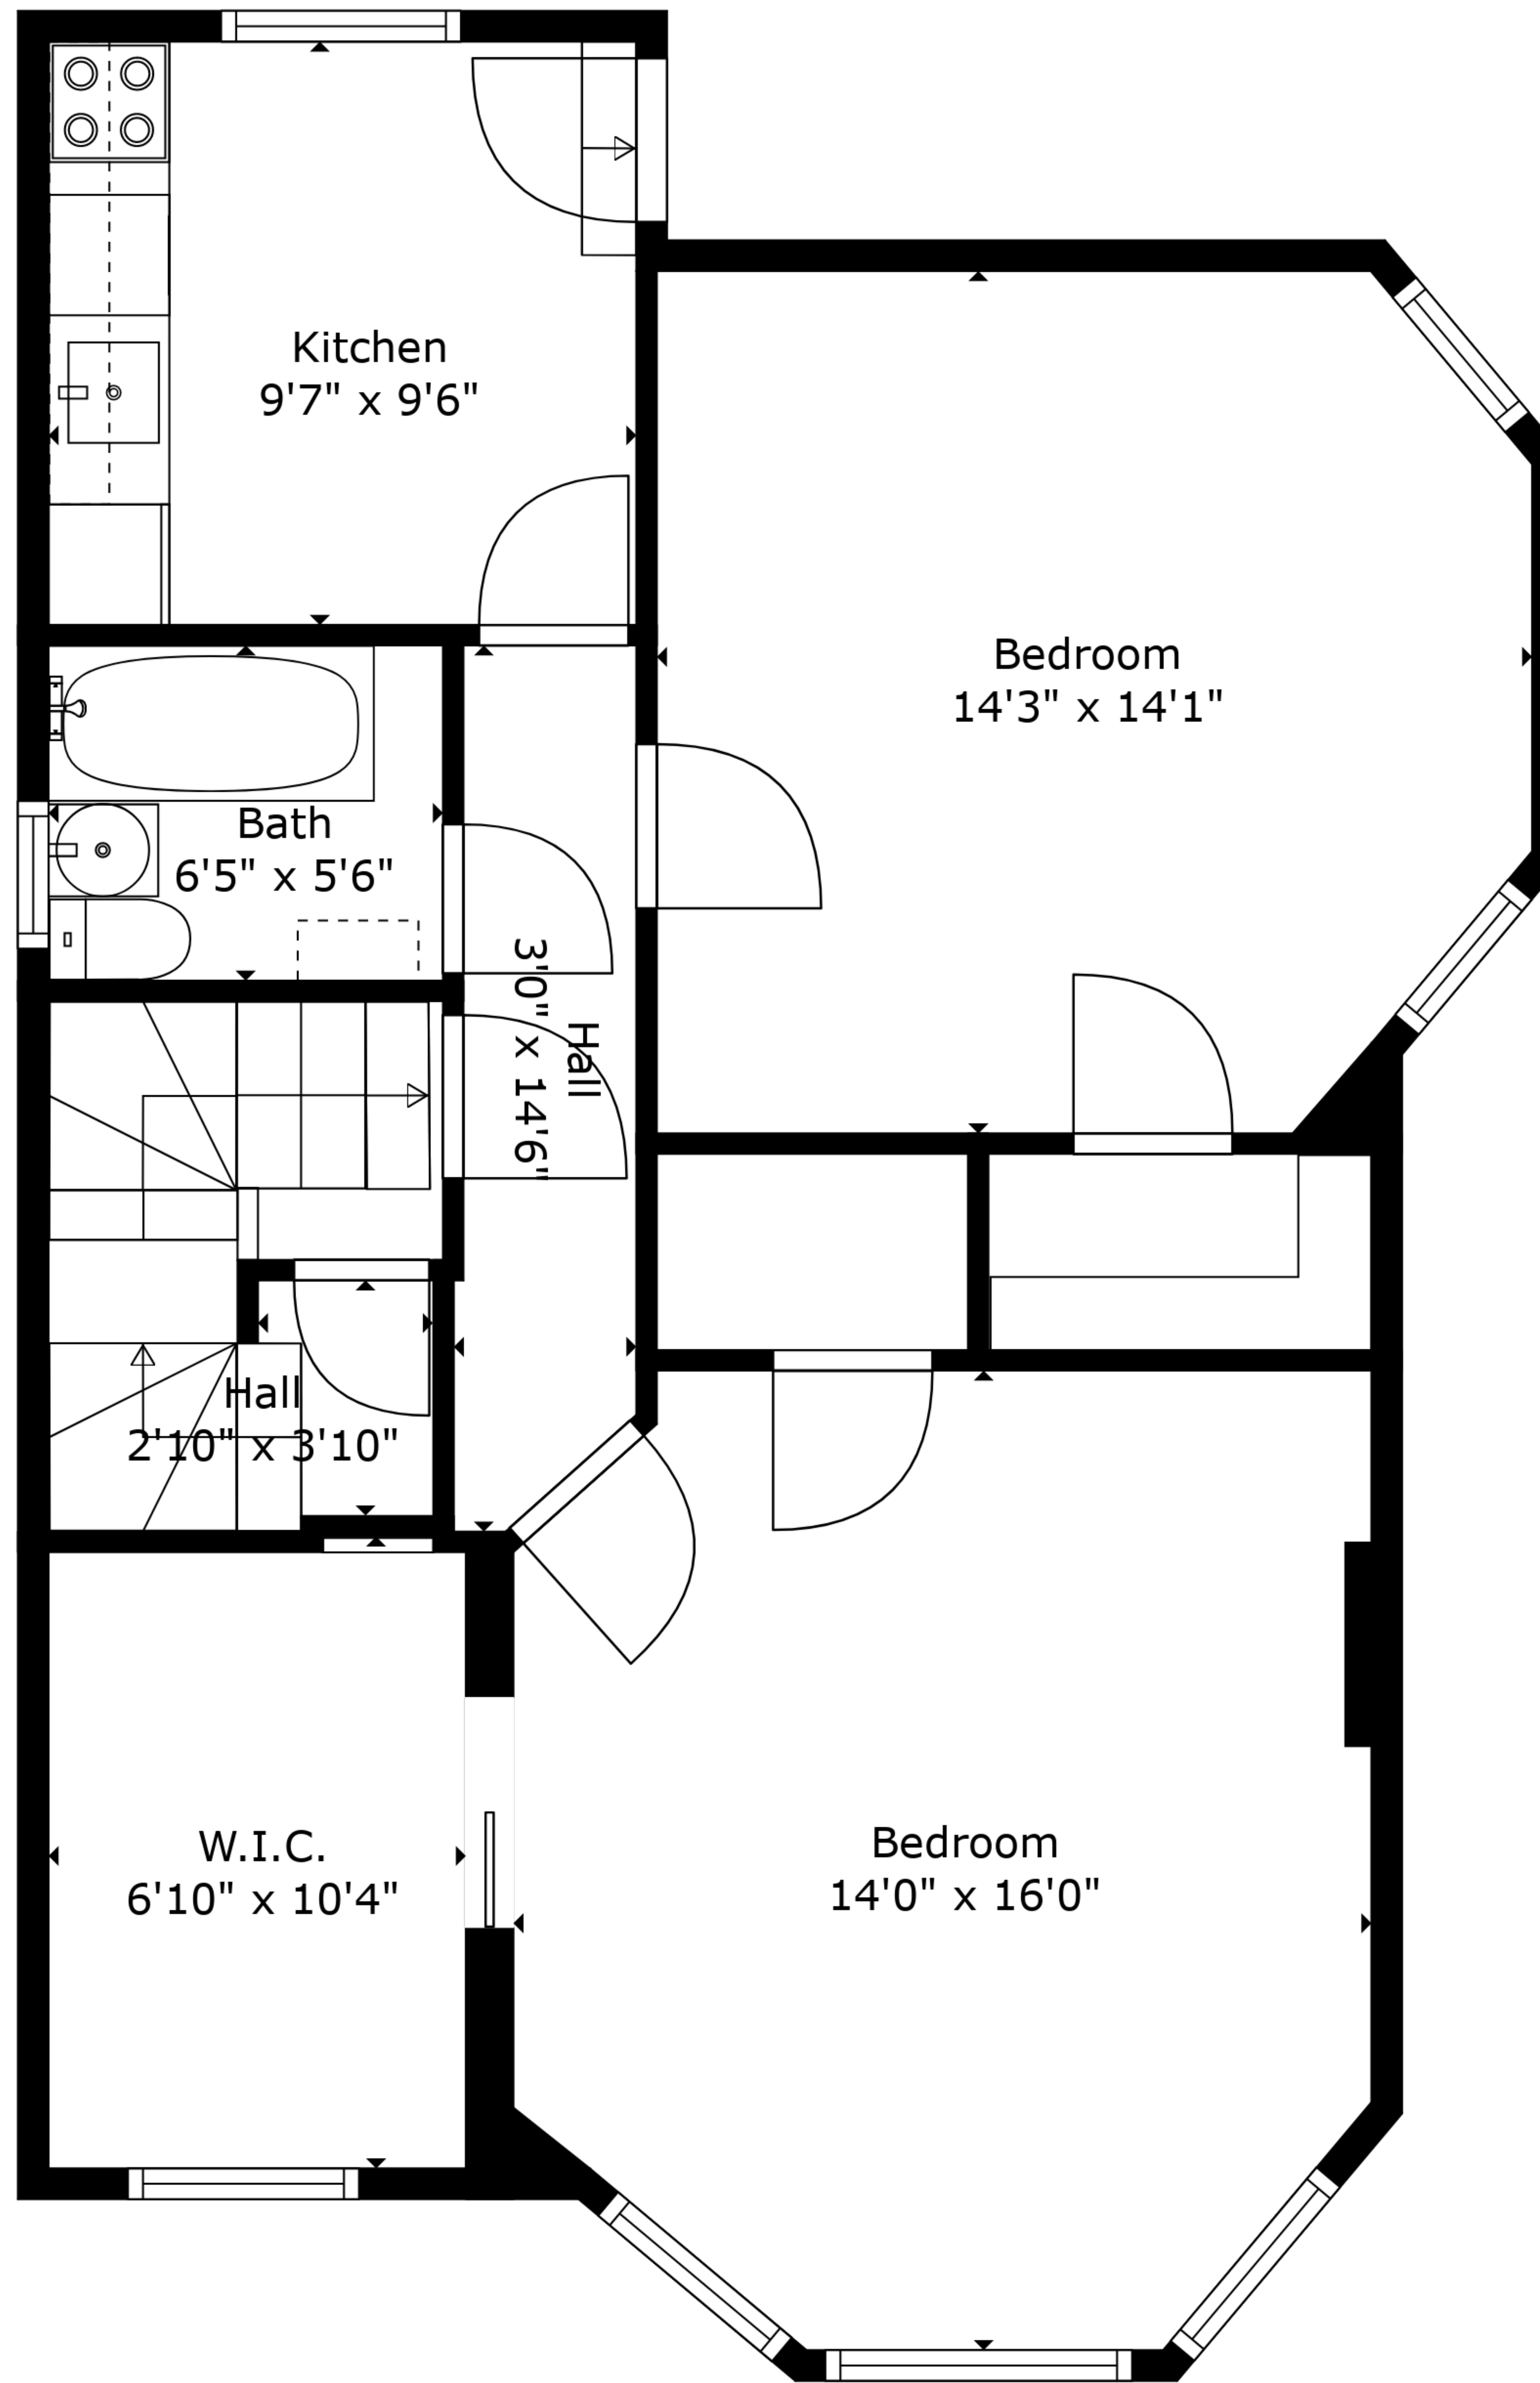 Kitchen
9'7" x 9'6"
Bedroom
14'3" x 14'1"
Bath
6'5" x 5'6"
Hall
3'0" x 14'6"
Hall
2'10" x 3'10"
W.I.C.
6'10" x 10'4"
Bedroom
14'0" x 16'0"